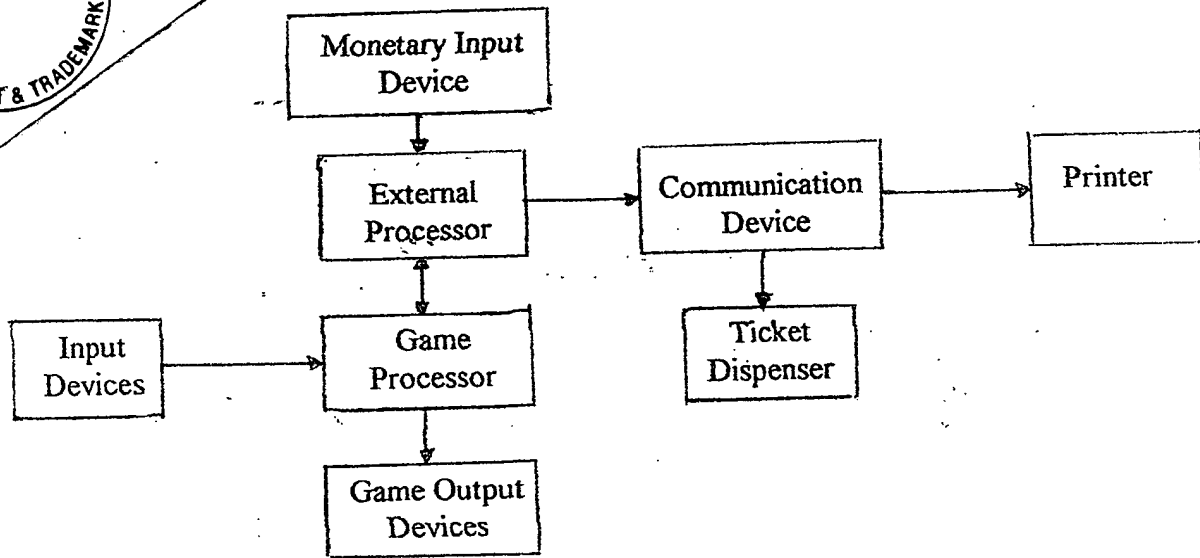 T & TRADEMARK
Monetary Input
Device
External
Processor
Communication
Device
Printer
Input
Devices
Game
Processor
Ticket
Dispenser
Game Output
Devices